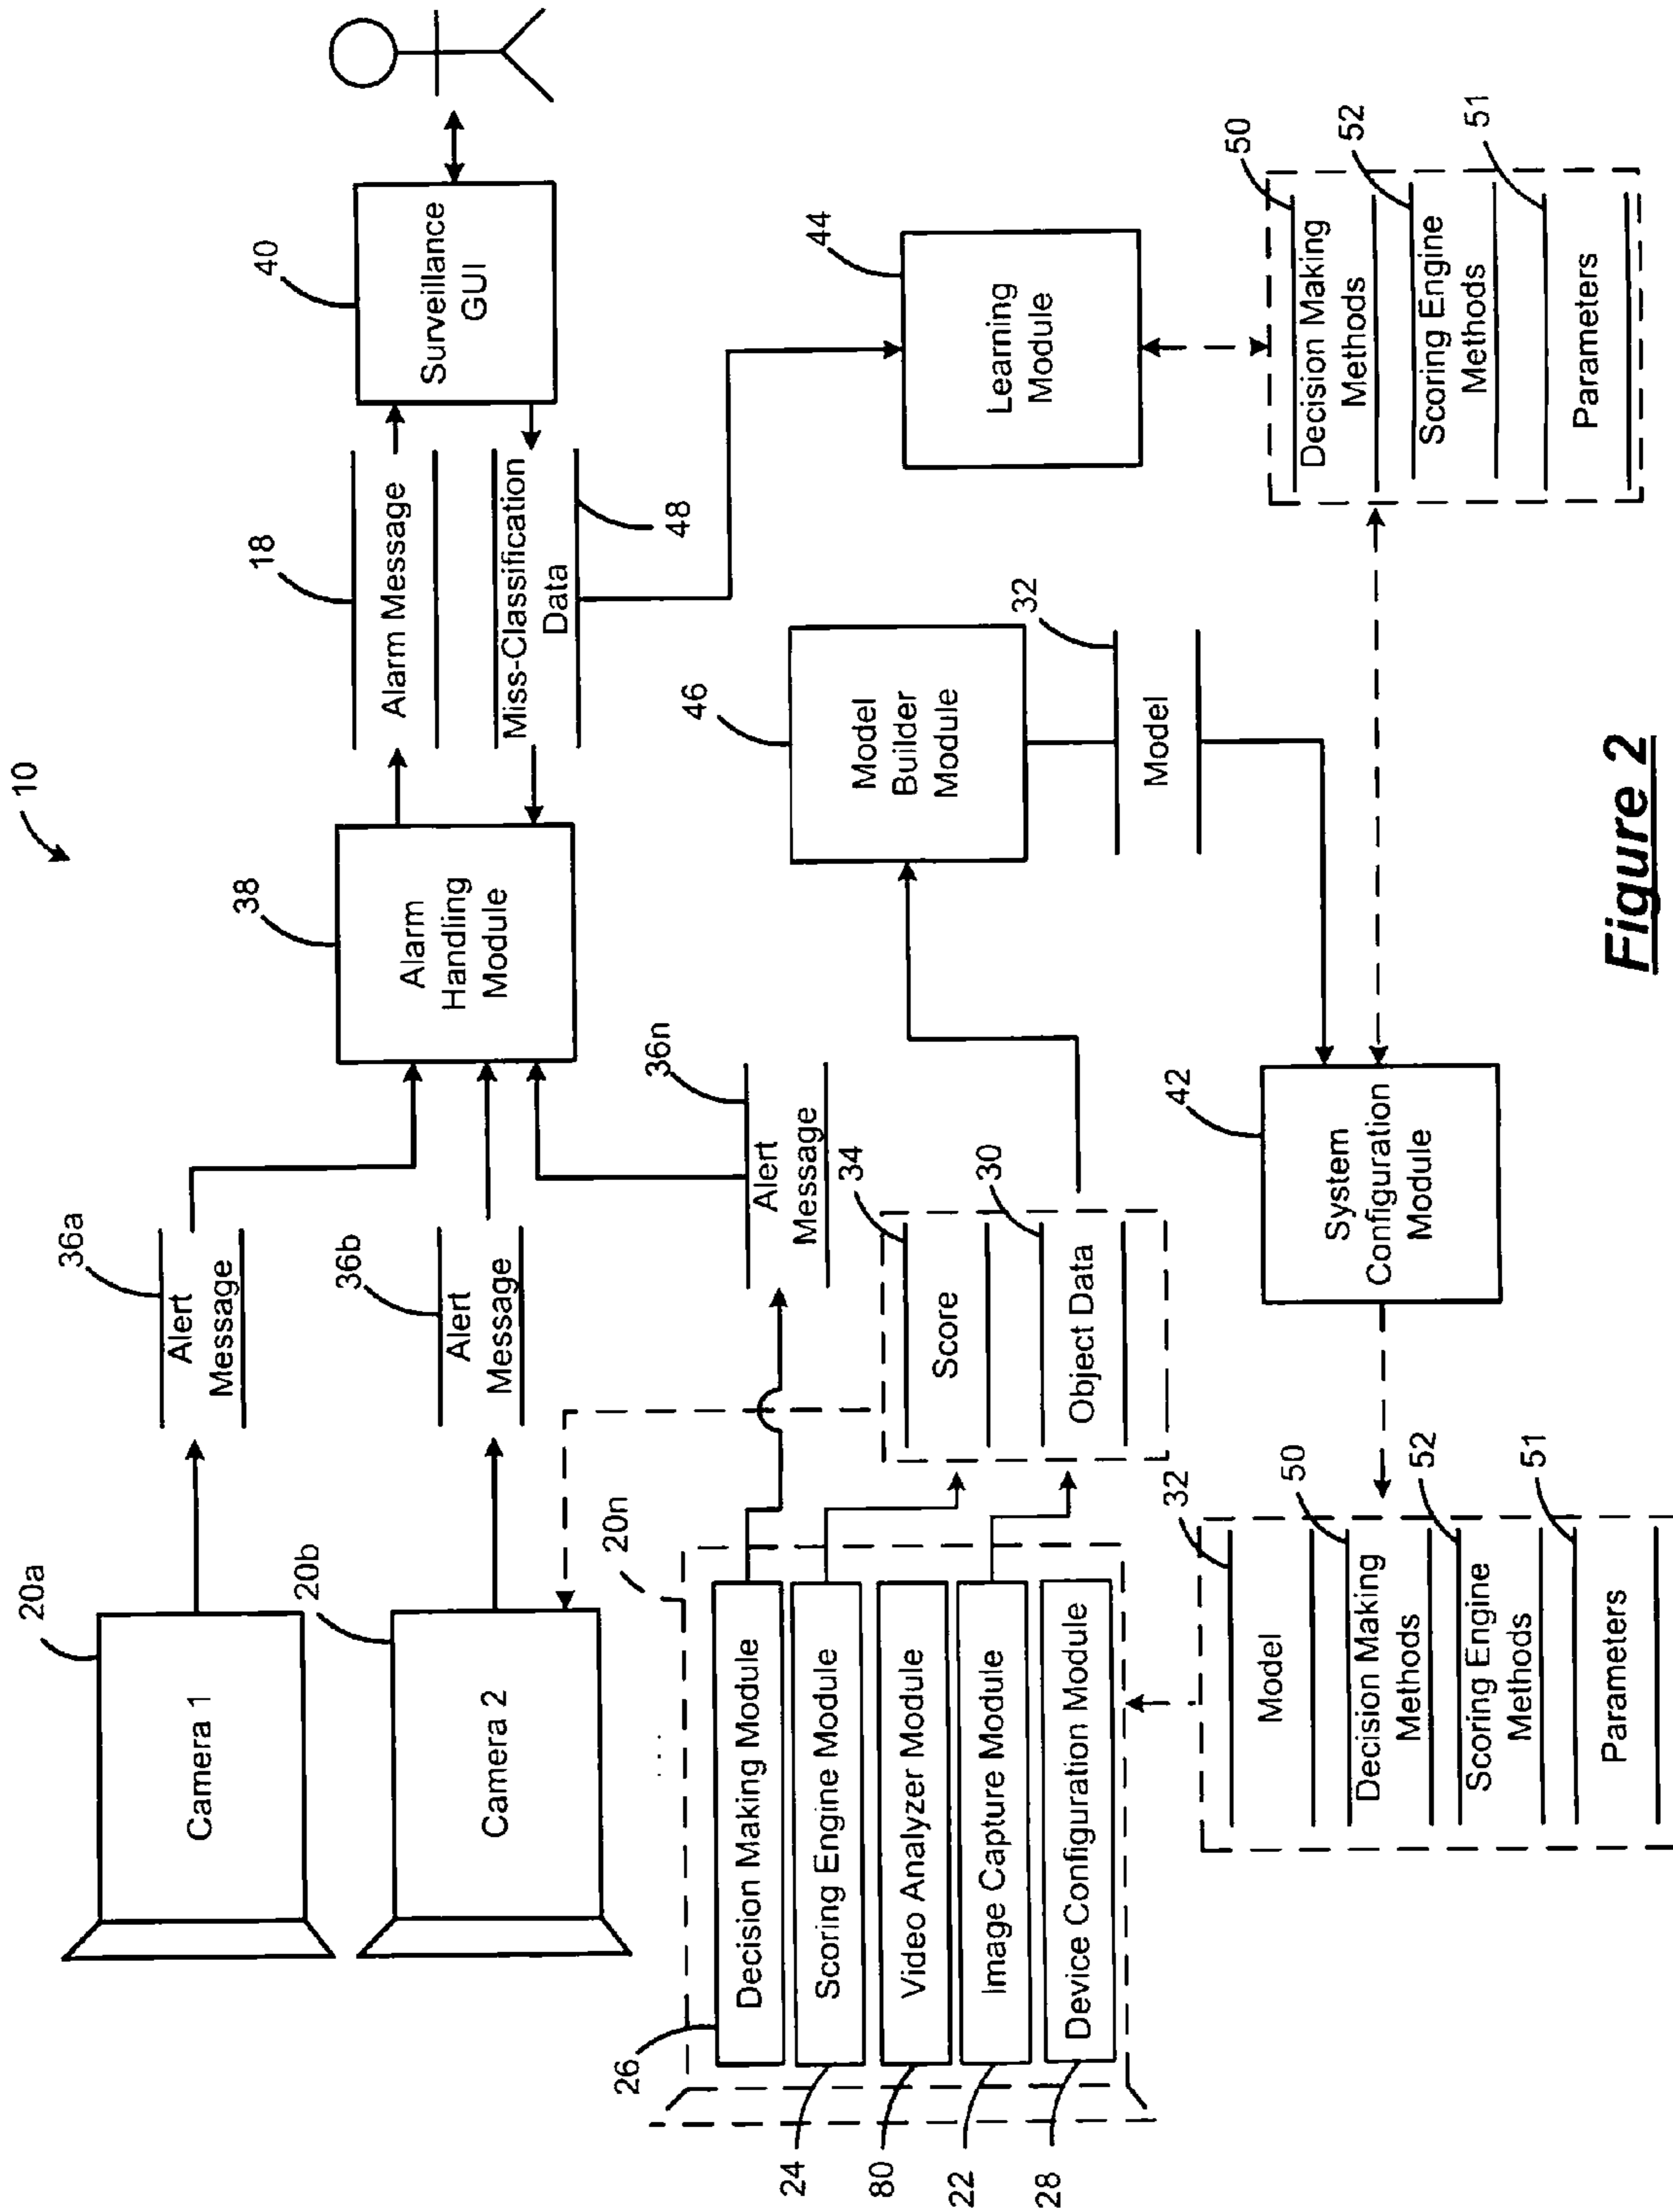 10
20a
Camera 1
36a
Alert
Message
20b
Camera 2
36b
Alert
Message
38
Alarm
Handling
Module
18
Alarm Message
Miss-Classification
Data
48
40
Surveillance
GUI
20n
. . .
26
Decision Making Module
24
Scoring Engine Module
80
Video Analyzer Module
22
Image Capture Module
28
Device Configuration Module
36n
Alert
Message
34
Score
30
Object Data
46
Model
Builder
Module
32
Model
44
Learning
Module
32
Model
50
Decision Making
Methods
52
Scoring Engine
Methods
51
Parameters
42
System
Configuration
Module
50
Decision Making
Methods
52
Scoring Engine
Methods
51
Parameters
Figure 2